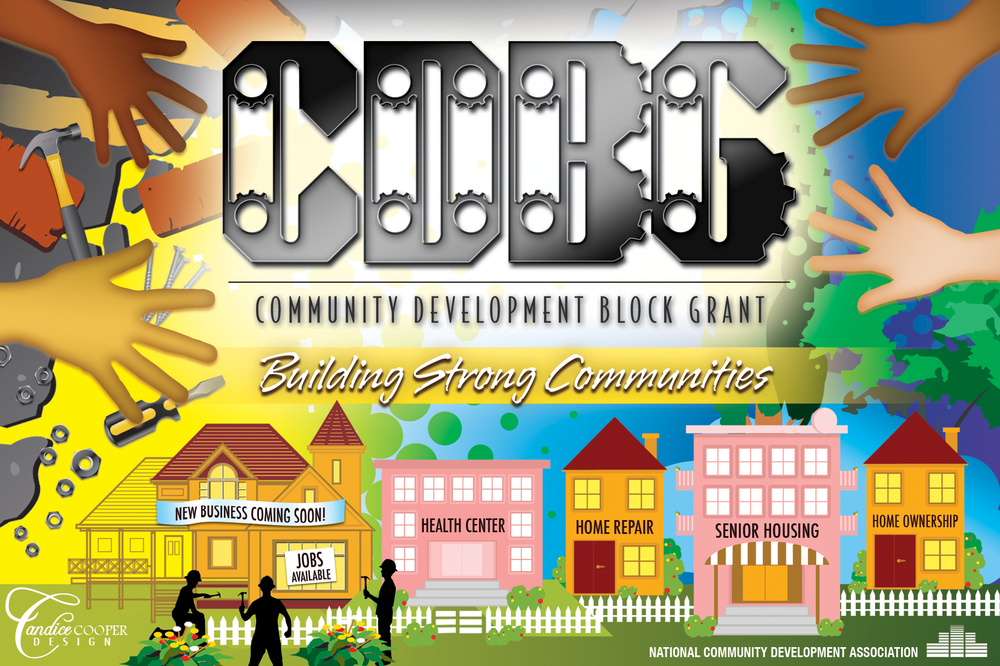 CDBG
COMMUNITY DEVELOPMENT BLOCK GRANT
Building Strong Communities
NEW BUSINESS COMING SOON!
JOBS
AVAILABLE
HEALTH CENTER
HOME REPAIR
SENIOR HOUSING
HOME OWNERSHIP
Candice COOPER
DESIGN
NATIONAL COMMUNITY DEVELOPMENT ASSOCIATION